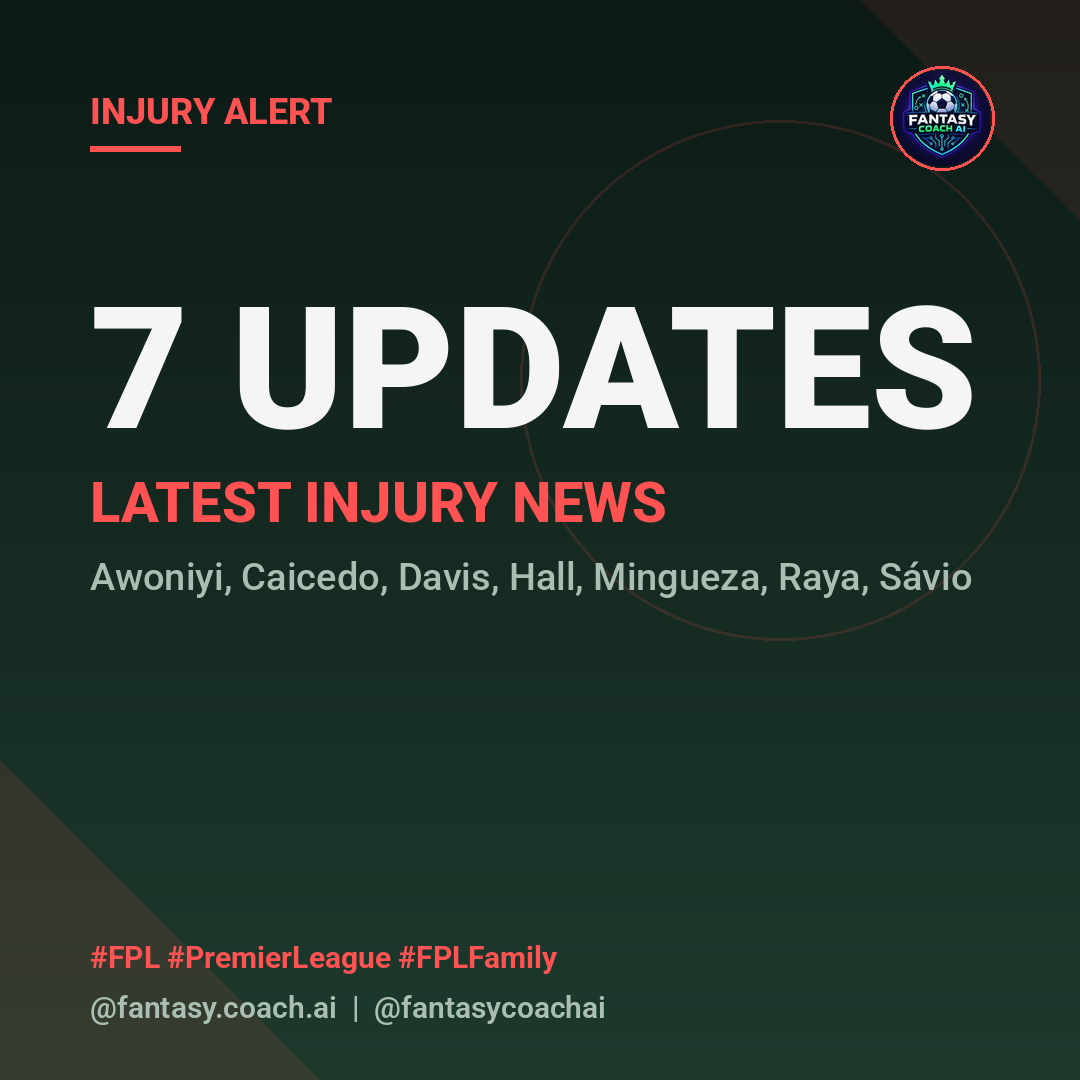 INJURY ALERT
FANTASY
COACH AI
7 UPDATES
LATEST INJURY NEWS
Awoniyi, Caicedo, Davis, Hall, Mingueza, Raya, Sávio
#FPL #PremierLeague #FPLFamily
@fantasy.coach.ai | @fantasycoachai